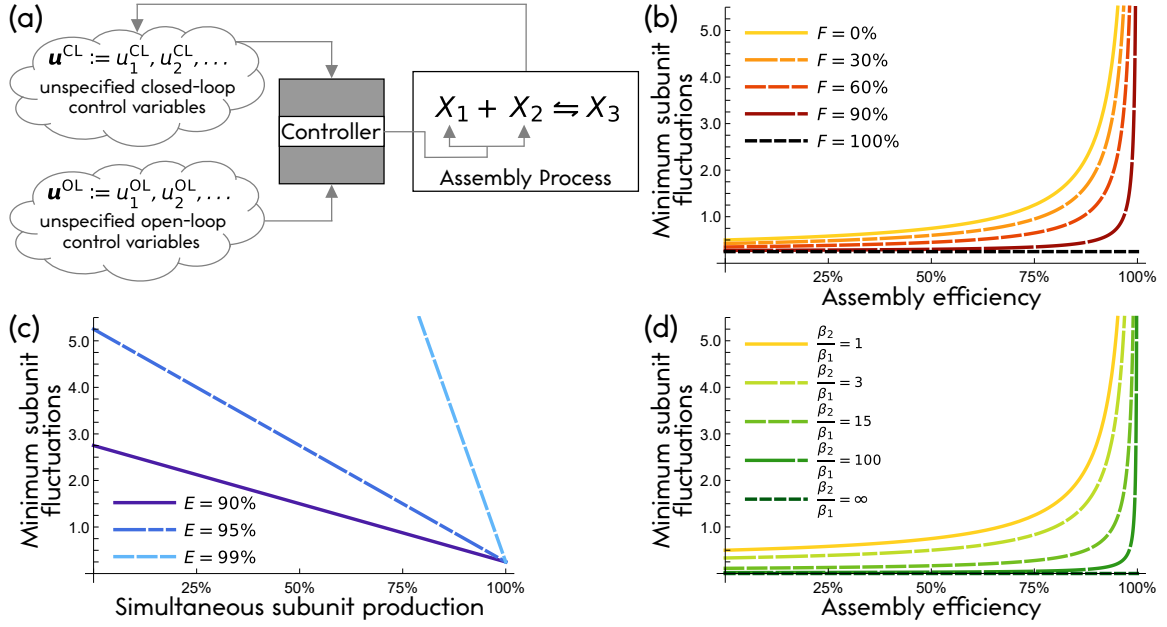 (a)
𝒖^CL := u_1^CL, u_2^CL, ...
unspecified closed-loop
control variables
Controller
X_1 + X_2 ⇋ X_3
Assembly Process
𝒖^OL := u_1^OL, u_2^OL, ...
unspecified open-loop
control variables
(b)
Minimum subunit
fluctuations
5.0
4.0
3.0
2.0
1.0
F = 0%
F = 30%
F = 60%
F = 90%
F = 100%
25%
50%
75%
100%
Assembly efficiency
(c)
Minimum subunit
fluctuations
5.0
4.0
3.0
2.0
1.0
E = 90%
E = 95%
E = 99%
25%
50%
75%
100%
Simultaneous subunit production
(d)
Minimum subunit
fluctuations
5.0
4.0
3.0
2.0
1.0
β_2/β_1 = 1
β_2/β_1 = 3
β_2/β_1 = 15
β_2/β_1 = 100
β_2/β_1 = ∞
25%
50%
75%
100%
Assembly efficiency